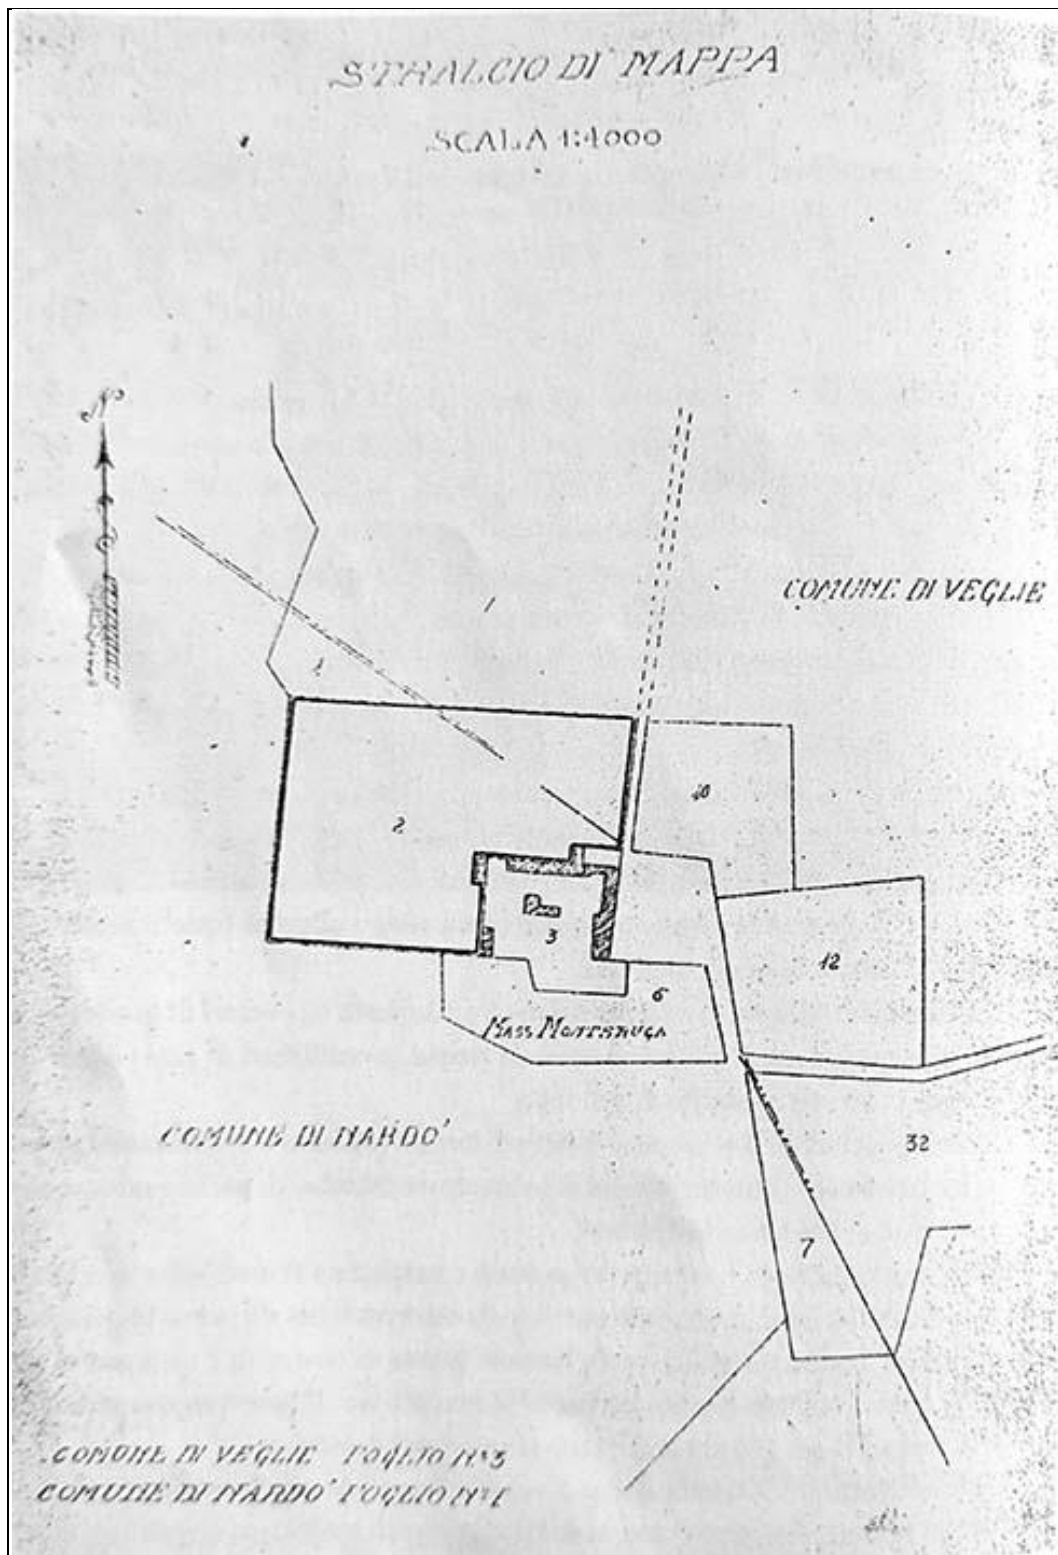 STRALCIO DI MAPPA
SCALA 1:4000
N
COMUNE DI VEGLIE
1
1
2
10
3
12
6
MASS MONTERUGA
COMUNE DI NARDO'
32
7
COMUNE DI VEGLIE FOGLIO N°3
COMUNE DI NARDO' FOGLIO